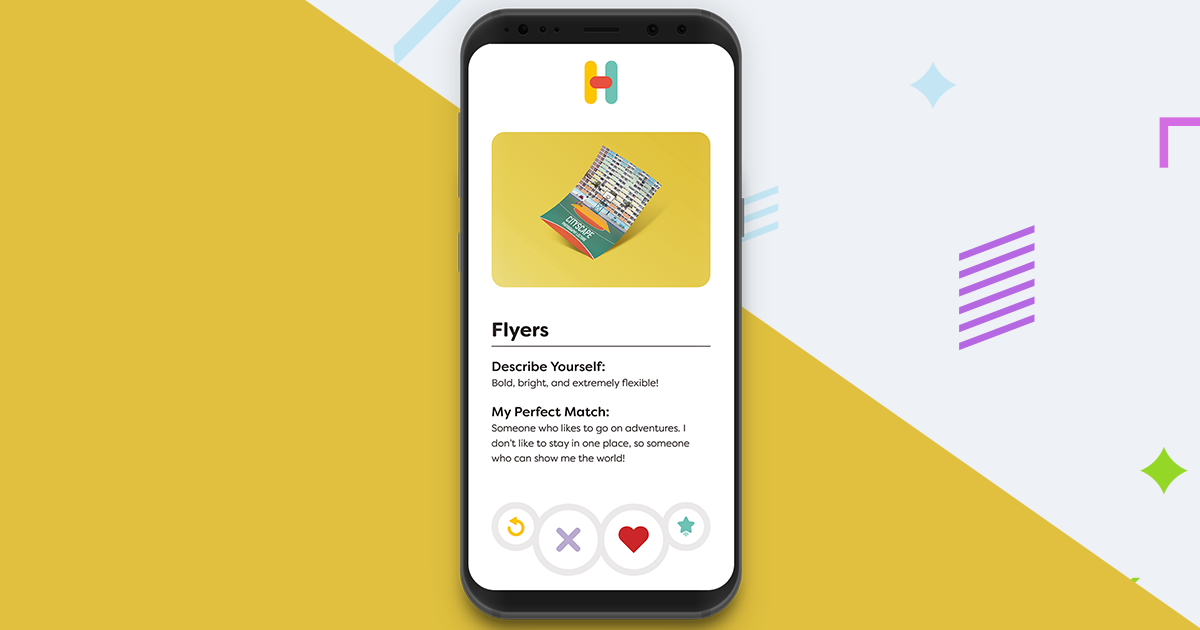 CITYSCAPE
Flyers
Describe Yourself:
Bold, bright, and extremely flexible!
My Perfect Match:
Someone who likes to go on adventures. I
don't like to stay in one place, so someone
who can show me the world!